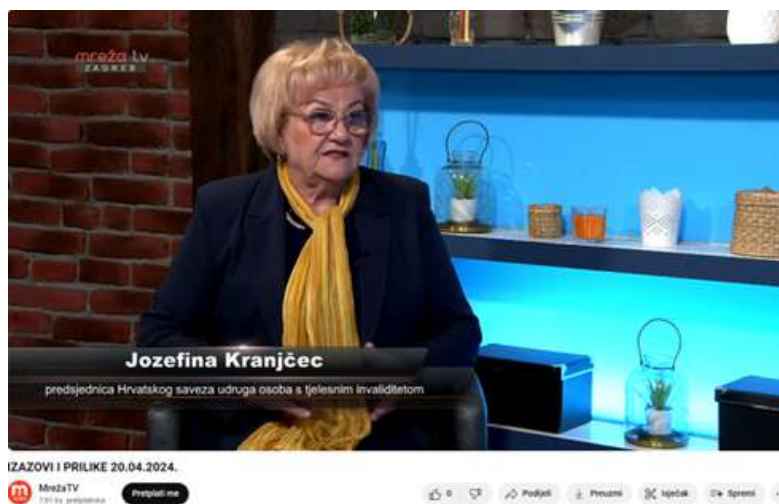 mreža tv
ZAGREB
Jozefina Kranjčec
predsjednica Hrvatskog saveza udruga osoba s tjelesnim invaliditetom
IZAZOVI I PRILIKE 20.04.2024.
MrežaTV
pretplatnika
Pretplati me
0
Podijeli
Preuzmi
Isječak
Spremi